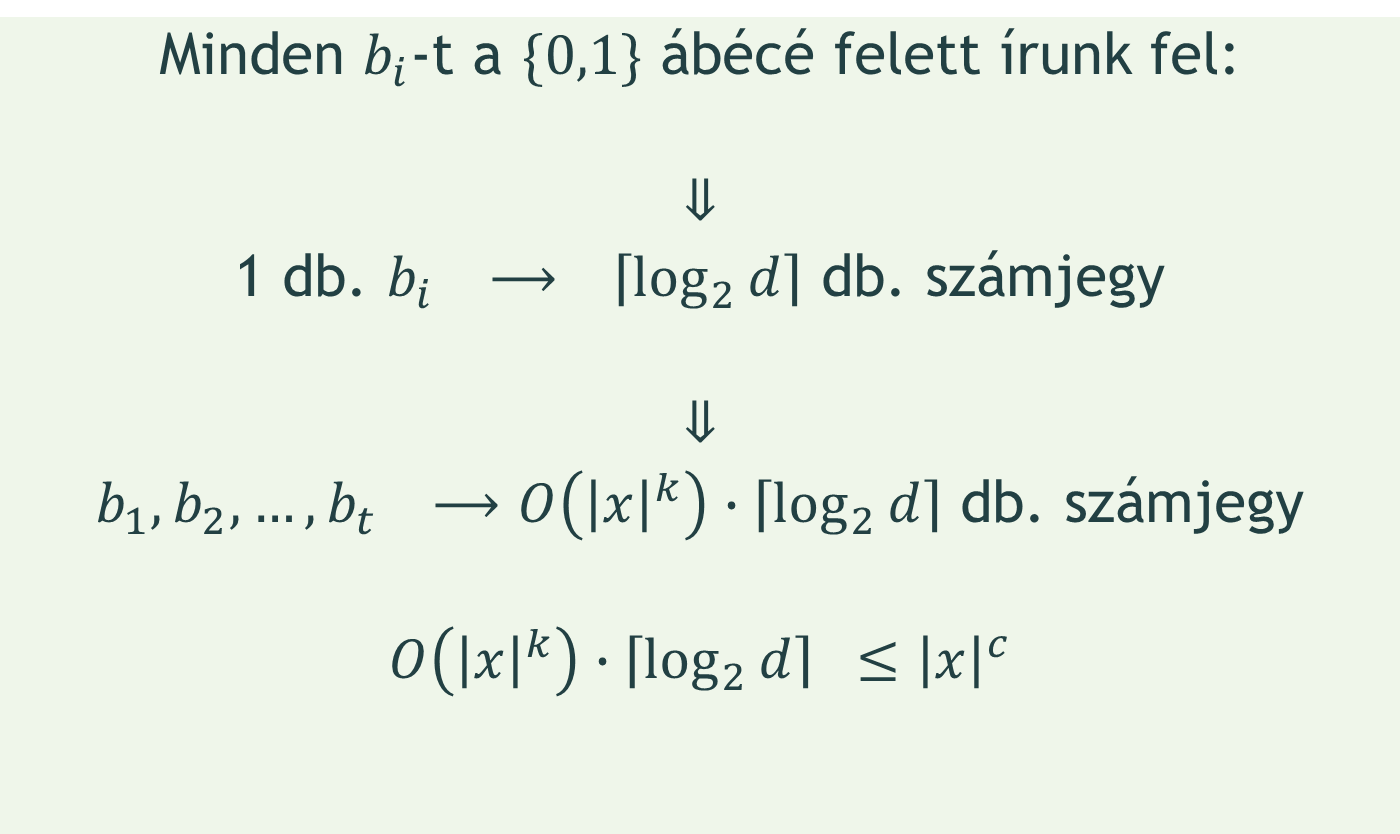 Minden bᵢ-t a {0,1} ábécé felett írunk fel:
⇓
1 db. bᵢ ⟶ ⌈log₂ d⌉ db. számjegy
⇓
b₁, b₂, … , bₜ ⟶ O(|x|ᵏ) · ⌈log₂ d⌉ db. számjegy
O(|x|ᵏ) · ⌈log₂ d⌉ ≤ |x|ᶜ